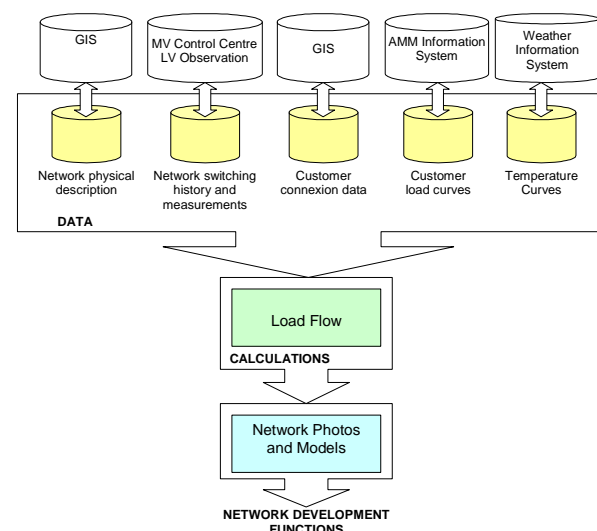 GIS
MV Control Centre
LV Observation
GIS
AMM Information
System
Weather
Information
System
Network physical
description
Network switching
history and
measurements
Customer
connexion data
Customer
load curves
Temperature
Curves
DATA
Load Flow
CALCULATIONS
Network Photos
and Models
NETWORK DEVELOPMENT
FUNCTIONS